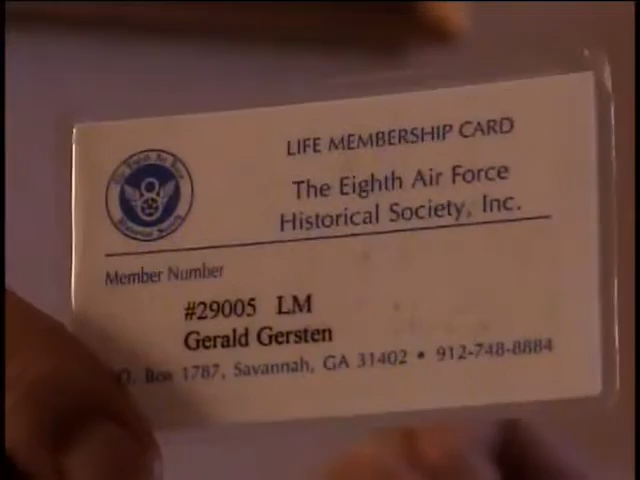 LIFE MEMBERSHIP CARD
The Eighth Air Force
Historical Society, Inc.
Member Number
#29005 LM
Gerald Gersten
Box 1787, Savannah, GA 31402 • 912-748-8884